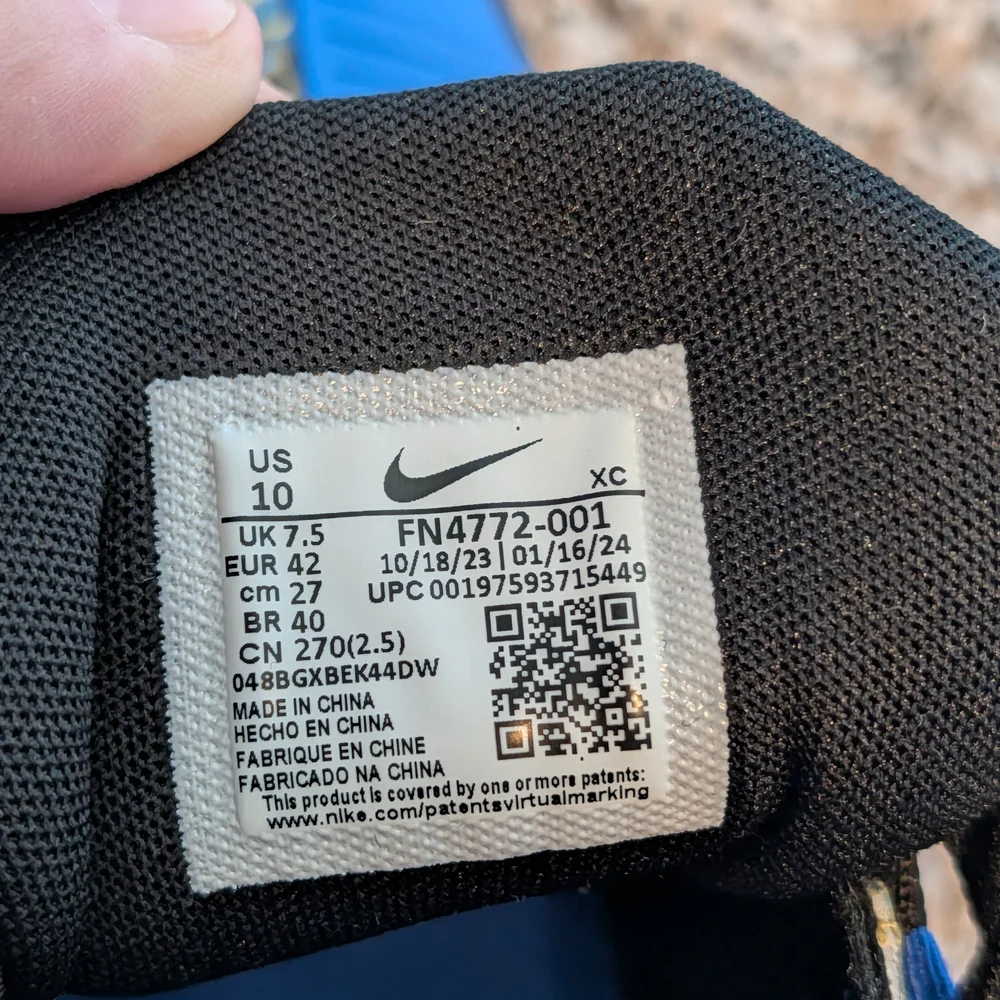 US
10
XC
UK 7.5
FN4772-001
EUR 42
10/18/23 | 01/16/24
cm 27
UPC 00197593715449
BR 40
CN 270(2.5)
048BGXBEK44DW
MADE IN CHINA
HECHO EN CHINA
FABRIQUE EN CHINE
FABRICADO NA CHINA
This product is covered by one or more patents:
www.nike.com/patentsvirtualmarking